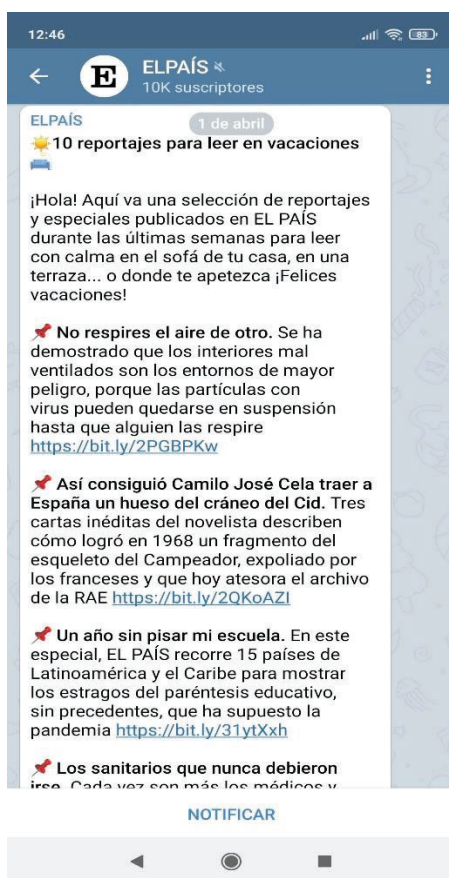 12:46
83
E
ELPAÍS
10K suscriptores
ELPAÍS
1 de abril
10 reportajes para leer en vacaciones
¡Hola! Aquí va una selección de reportajes
y especiales publicados en EL PAÍS
durante las últimas semanas para leer
con calma en el sofá de tu casa, en una
terraza... o donde te apetezca ¡Felices
vacaciones!
No respires el aire de otro. Se ha
demostrado que los interiores mal
ventilados son los entornos de mayor
peligro, porque las partículas con
virus pueden quedarse en suspensión
hasta que alguien las respire
https://bit.ly/2PGBPKw
Así consiguió Camilo José Cela traer a
España un hueso del cráneo del Cid. Tres
cartas inéditas del novelista describen
cómo logró en 1968 un fragmento del
esqueleto del Campeador, expoliado por
los franceses y que hoy atesora el archivo
de la RAE https://bit.ly/2QKoAZI
Un año sin pisar mi escuela. En este
especial, EL PAÍS recorre 15 países de
Latinoamérica y el Caribe para mostrar
los estragos del paréntesis educativo,
sin precedentes, que ha supuesto la
pandemia https://bit.ly/31ytXxh
Los sanitarios que nunca debieron
irse. Cada vez son más los médicos y
NOTIFICAR